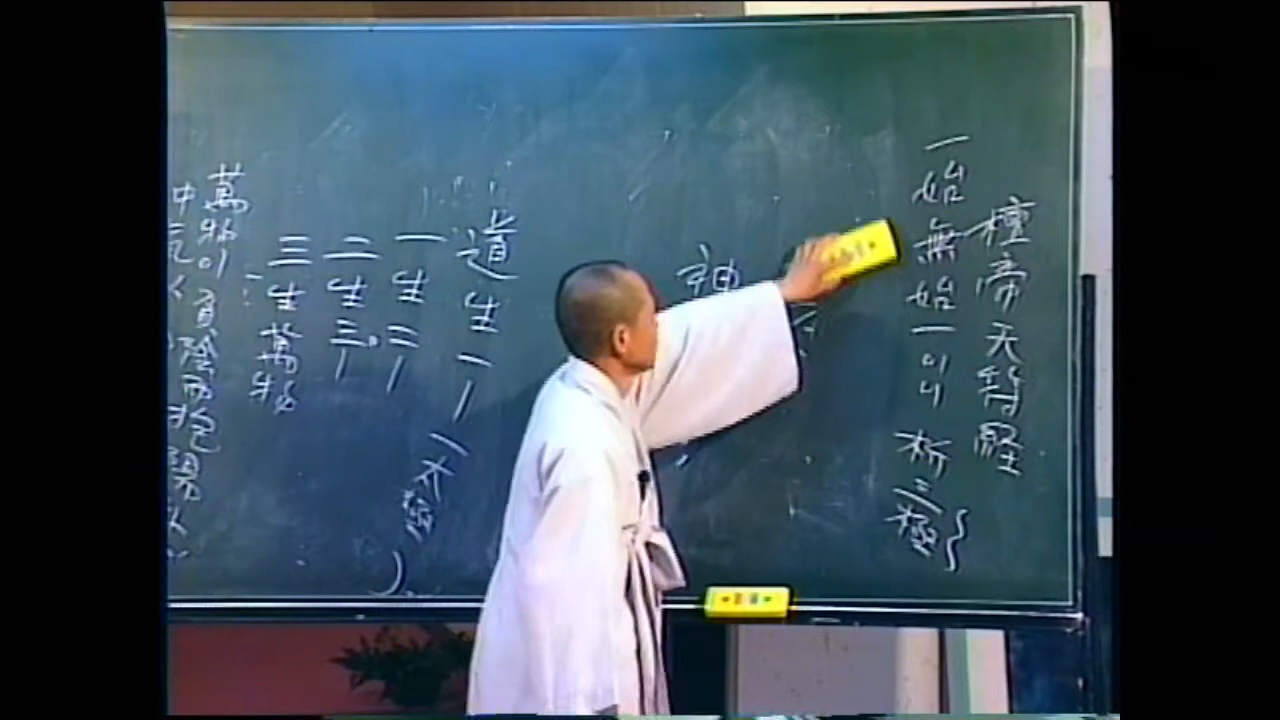 檀帝天符經
一始無始一이니 析三極
神
道生一
一太極
一生二
二生三,
三生萬物
萬物이 負陰而抱陽